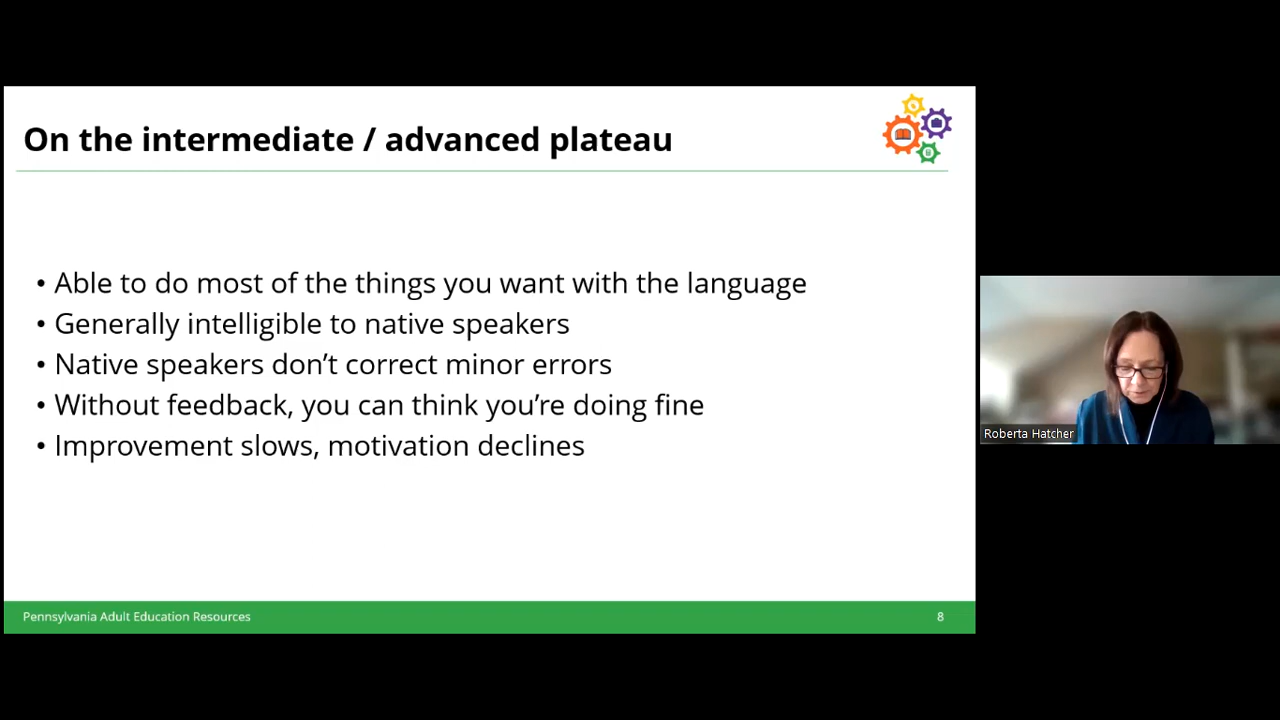 On the intermediate / advanced plateau
• Able to do most of the things you want with the language
• Generally intelligible to native speakers
• Native speakers don’t correct minor errors
• Without feedback, you can think you’re doing fine
• Improvement slows, motivation declines
Roberta Hatcher
Pennsylvania Adult Education Resources
8